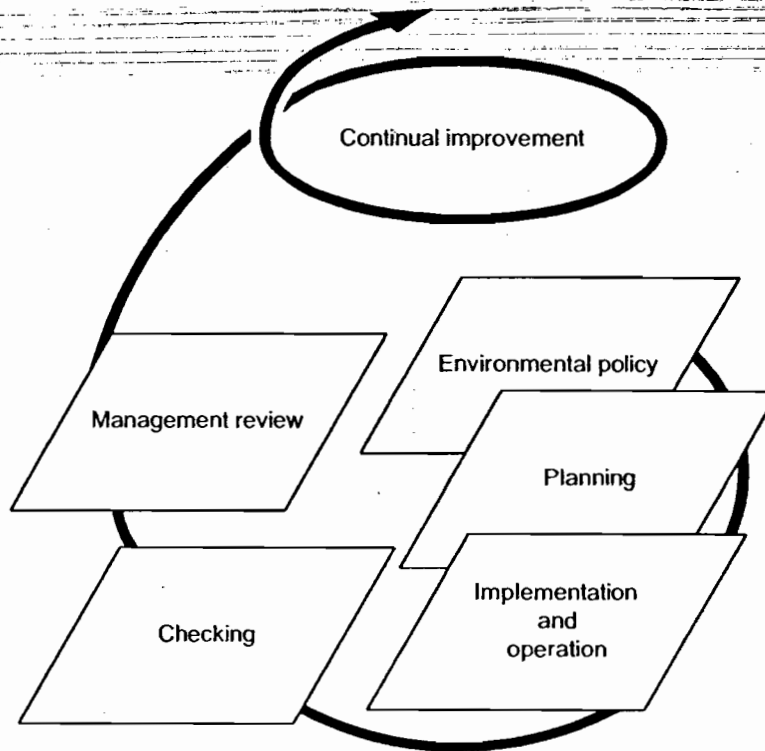 Continual improvement
Environmental policy
Management review
Planning
Implementation
and
operation
Checking